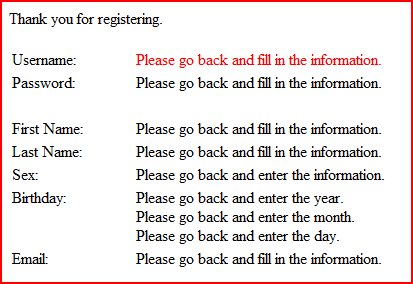 Thank you for registering.
Username: Please go back and fill in the information.
Password: Please go back and fill in the information.
First Name: Please go back and fill in the information.
Last Name: Please go back and fill in the information.
Sex: Please go back and enter the information.
Birthday: Please go back and enter the year.
Please go back and enter the month.
Please go back and enter the day.
Email: Please go back and fill in the information.